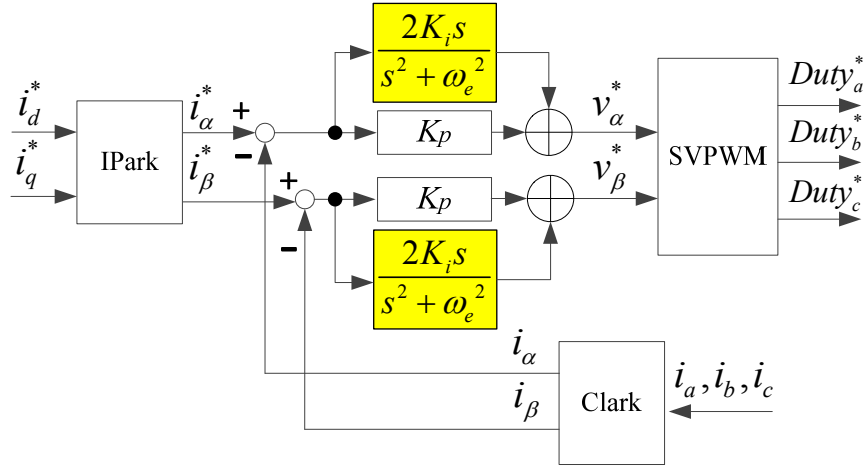 i_d^*
i_q^*
IPark
i_α^*
i_β^*
+
−
+
−
2K_i s
s^2 + ω_e^2
K_p
K_p
2K_i s
s^2 + ω_e^2
v_α^*
v_β^*
SVPWM
Duty_a^*
Duty_b^*
Duty_c^*
i_α
i_β
Clark
i_a, i_b, i_c